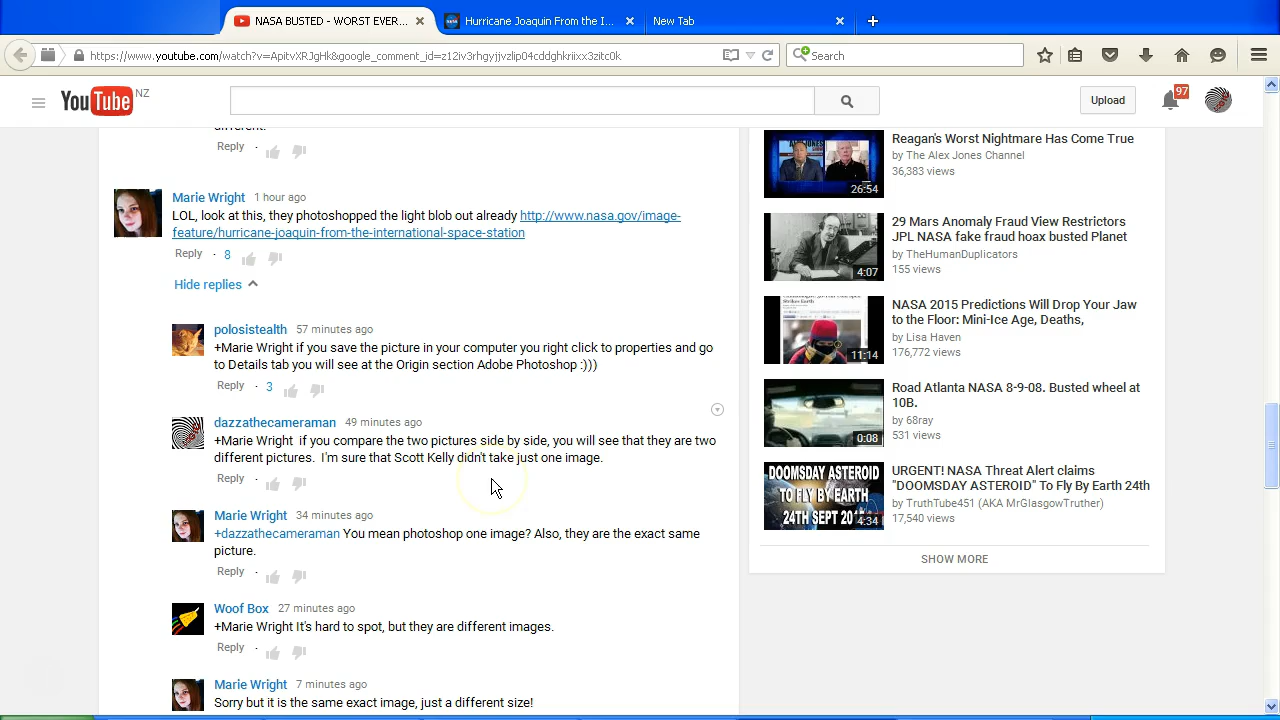 NASA BUSTED - WORST EVER...
Hurricane Joaquin From the I...
New Tab
Search
YouTube NZ
Upload
97
different.
Reply
Marie Wright 1 hour ago
LOL, look at this, they photoshopped the light blob out already http://www.nasa.gov/image-
feature/hurricane-joaquin-from-the-international-space-station
Reply · 8
Hide replies
polosistealth 57 minutes ago
+Marie Wright if you save the picture in your computer you right click to properties and go
to Details tab you will see at the Origin section Adobe Photoshop :)))
Reply · 3
dazzathecameraman 49 minutes ago
+Marie Wright if you compare the two pictures side by side, you will see that they are two
different pictures. I'm sure that Scott Kelly didn't take just one image.
Reply ·
Marie Wright 34 minutes ago
+dazzathecameraman You mean photoshop one image? Also, they are the exact same
picture.
Reply ·
Woof Box 27 minutes ago
+Marie Wright It's hard to spot, but they are different images.
Reply ·
Marie Wright 7 minutes ago
Sorry but it is the same exact image, just a different size!
26:54
Reagan's Worst Nightmare Has Come True
by The Alex Jones Channel
36,383 views
4:07
29 Mars Anomaly Fraud View Restrictors
JPL NASA fake fraud hoax busted Planet
by TheHumanDuplicators
155 views
Strikes Earth
11:14
NASA 2015 Predictions Will Drop Your Jaw
to the Floor: Mini-Ice Age, Deaths,
by Lisa Haven
176,772 views
0:08
Road Atlanta NASA 8-9-08. Busted wheel at
10B.
by 68ray
531 views
DOOMSDAY ASTEROID
TO FLY BY EARTH
24TH SEPT
4:34
URGENT! NASA Threat Alert claims
"DOOMSDAY ASTEROID" To Fly By Earth 24th
by TruthTube451 (AKA MrGlasgowTruther)
17,540 views
SHOW MORE